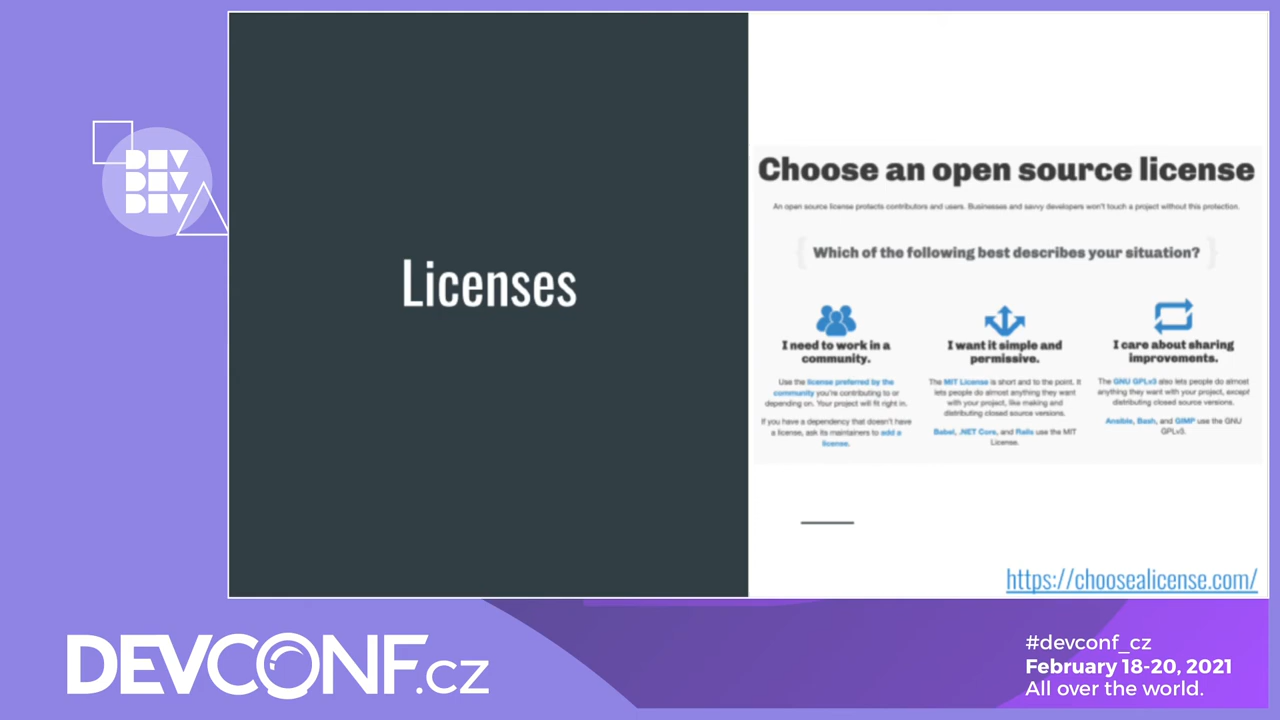 DEV
DEV
DEV
Licenses
Choose an open source license
An open source license protects contributors and users. Businesses and savvy developers won't touch a project without this protection.
{ Which of the following best describes your situation? }
I need to work in a
community.
Use the license preferred by the
community you're contributing to or
depending on. Your project will fit right in.
If you have a dependency that doesn't have
a license, ask its maintainers to add a
license.
I want it simple and
permissive.
The MIT License is short and to the point. It
lets people do almost anything they want
with your project, like making and
distributing closed source versions.
Babel, .NET Core, and Rails use the MIT
License.
I care about sharing
improvements.
The GNU GPLv3 also lets people do almost
anything they want with your project, except
distributing closed source versions.
Ansible, Bash, and GIMP use the GNU
GPLv3.
https://choosealicense.com/
DEVCONF.cz
#devconf_cz
February 18-20, 2021
All over the world.